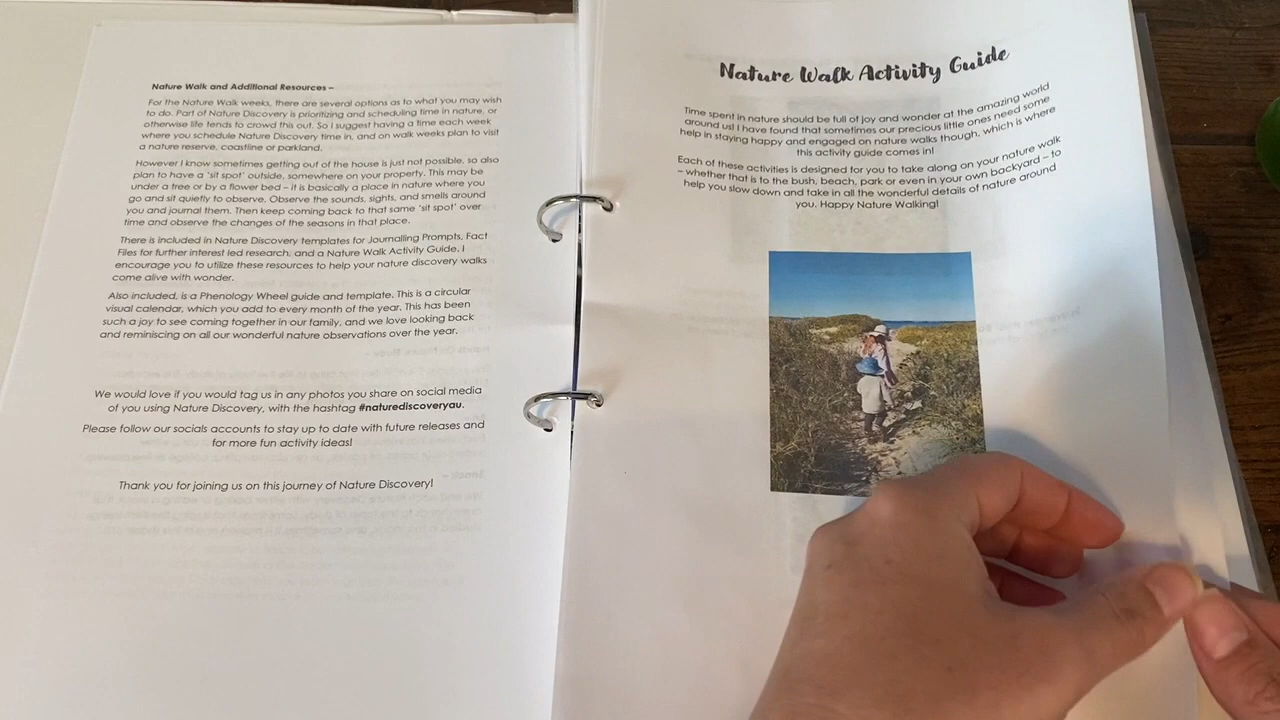 Nature Walk and Additional Resources –
For the Nature Walk weeks, there are several options as to what you may wish
to do. Part of Nature Discovery is prioritizing and scheduling time in nature, or
otherwise life tends to crowd this out. So I suggest having a time each week
where you schedule Nature Discovery time in, and on walk weeks plan to visit
a nature reserve, coastline or parkland.
However I know sometimes getting out of the house is just not possible, so also
plan to have a 'sit spot' outside, somewhere on your property. This may be
under a tree or by a flower bed – it is basically a place in nature where you
go and sit quietly to observe. Observe the sounds, sights, and smells around
you and journal them. Then keep coming back to that same 'sit spot' over
time and observe the changes of the seasons in that place.
There is included in Nature Discovery templates for Journalling Prompts, Fact
Files for further interest led research, and a Nature Walk Activity Guide. I
encourage you to utilize these resources to help your nature discovery walks
come alive with wonder.
Also included, is a Phenology Wheel guide and template. This is a circular
visual calendar, which you add to every month of the year. This has been
such a joy to see coming together in our family, and we love looking back
and reminiscing on all our wonderful nature observations over the year.
We would love if you would tag us in any photos you share on social media
of you using Nature Discovery, with the hashtag #naturediscoveryau.
Please follow our socials accounts to stay up to date with future releases and
for more fun activity ideas!
Thank you for joining us on this journey of Nature Discovery!
Nature Walk Activity Guide
Time spent in nature should be full of joy and wonder at the amazing world
around us! I have found that sometimes our precious little ones need some
help in staying happy and engaged on nature walks though, which is where
this activity guide comes in!
Each of these activities is designed for you to take along on your nature walk
– whether that is to the bush, beach, park or even in your own backyard – to
help you slow down and take in all the wonderful details of nature around
you. Happy Nature Walking!